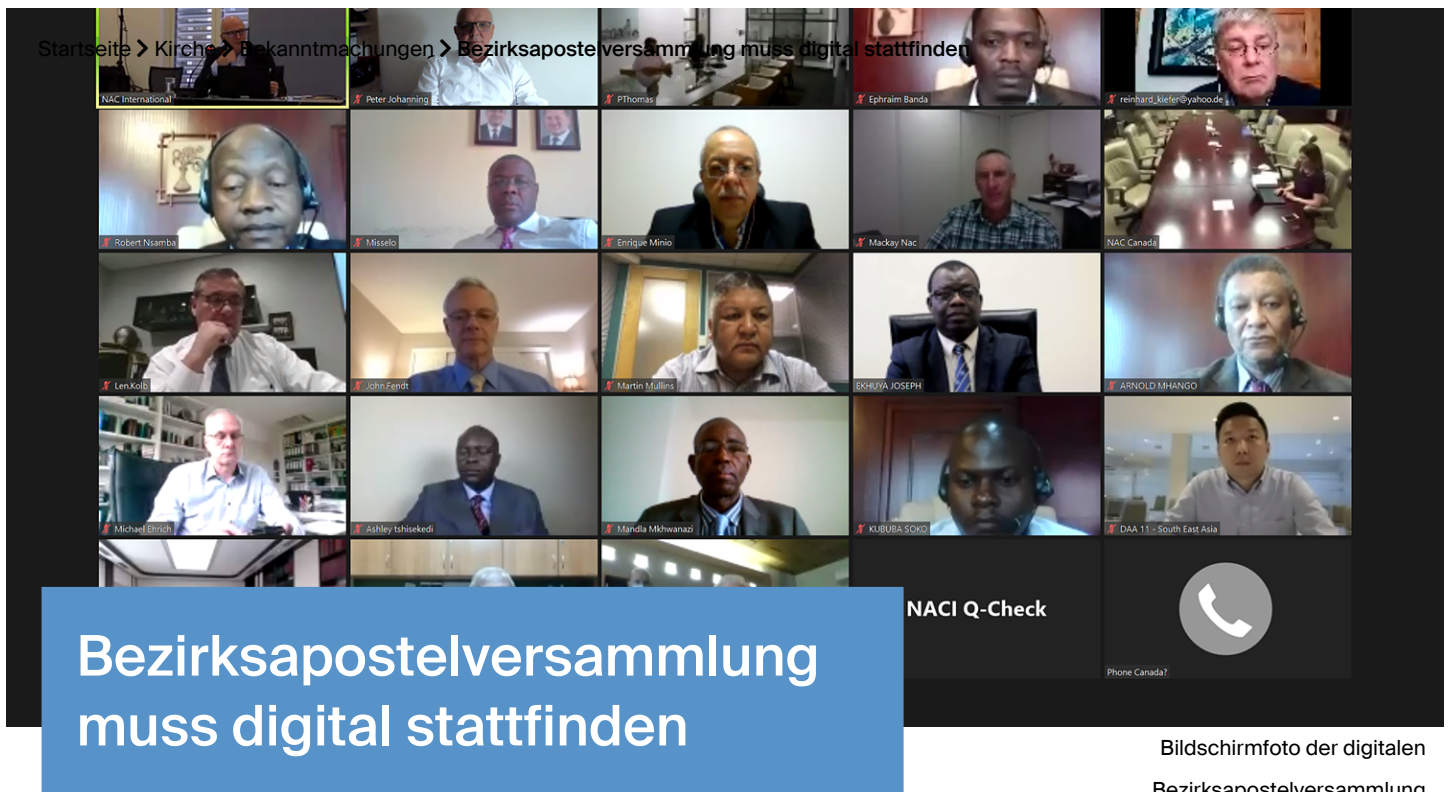 Startseite > Kirche > Bekanntmachungen > Bezirksapostelversammlung muss digital stattfinden
NAC International
Peter Johanning
PThomas
Ephraim Banda
reinhard_kiefer@yahoo.de
Robert Nsamba
Misselo
Enrique Minio
Mackay Nac
NAC Canada
Len.Kolb
John Fendt
Martin Mullins
EKHUYA JOSEPH
ARNOLD MHANGO
Michael Ehrich
Ashley tshisekedi
Mandla Mkhwanazi
KUBUBA SOKO
DAA 11 - South East Asia
NACI Q-Check
Phone Canada?
Bezirksapostelversammlung
muss digital stattfinden
Bildschirmfoto der digitalen
Bezirksapostelversammlung